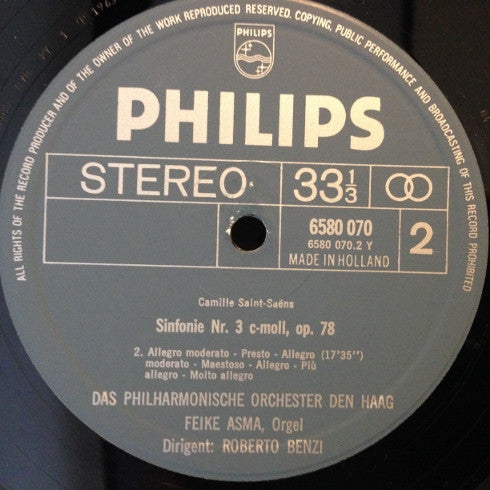 ALL RIGHTS OF THE RECORD PRODUCER AND OF THE OWNER OF THE WORK REPRODUCED RESERVED. COPYING, PUBLIC PERFORMANCE AND BROADCASTING OF THIS RECORD PROHIBITED
PHILIPS
PHILIPS
STEREO 33 1/3
6580 070
6580 070.2 Y
MADE IN HOLLAND
2
Camille Saint-Saëns
Sinfonie Nr. 3 c-moll, op. 78
2. Allegro moderato - Presto - Allegro (17'35")
moderato - Maestoso - Allegro - Più
allegro - Molto allegro
DAS PHILHARMONISCHE ORCHESTER DEN HAAG
FEIKE ASMA, Orgel
Dirigent: ROBERTO BENZI